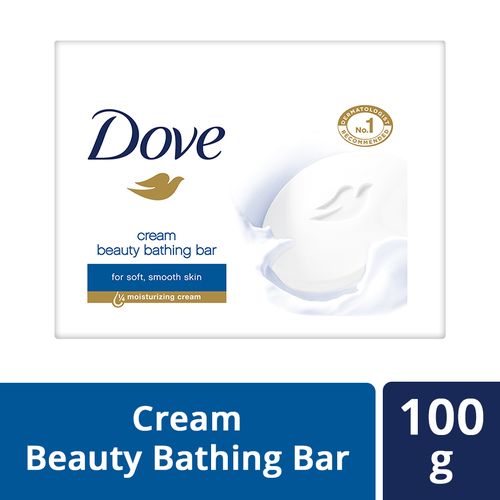 Dove
cream
beauty bathing bar
for soft, smooth skin
¼ moisturizing cream
DERMATOLOGIST
No.1
RECOMMENDED
Cream
Beauty Bathing Bar
100
g